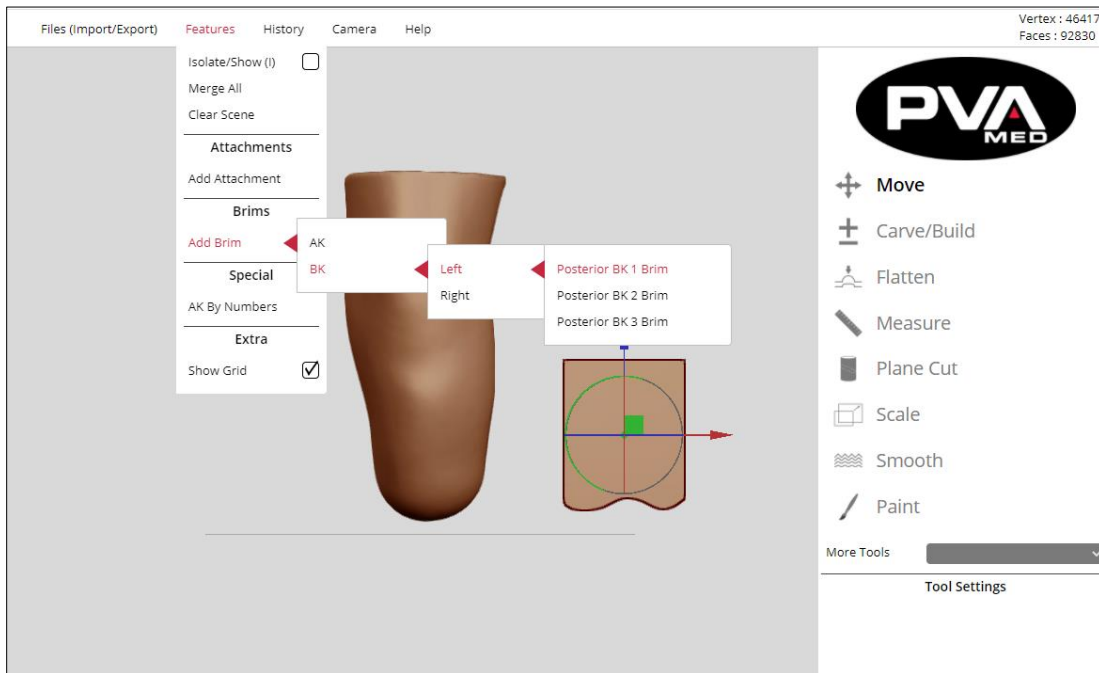 Files (Import/Export) Features History Camera Help
Vertex : 46417
Faces : 92830
Isolate/Show (I)
Merge All
Clear Scene
Attachments
Add Attachment
Brims
Add Brim
Special
AK By Numbers
Extra
Show Grid
AK
BK
Left
Right
Posterior BK 1 Brim
Posterior BK 2 Brim
Posterior BK 3 Brim
PVA
MED
Move
Carve/Build
Flatten
Measure
Plane Cut
Scale
Smooth
Paint
More Tools
Tool Settings